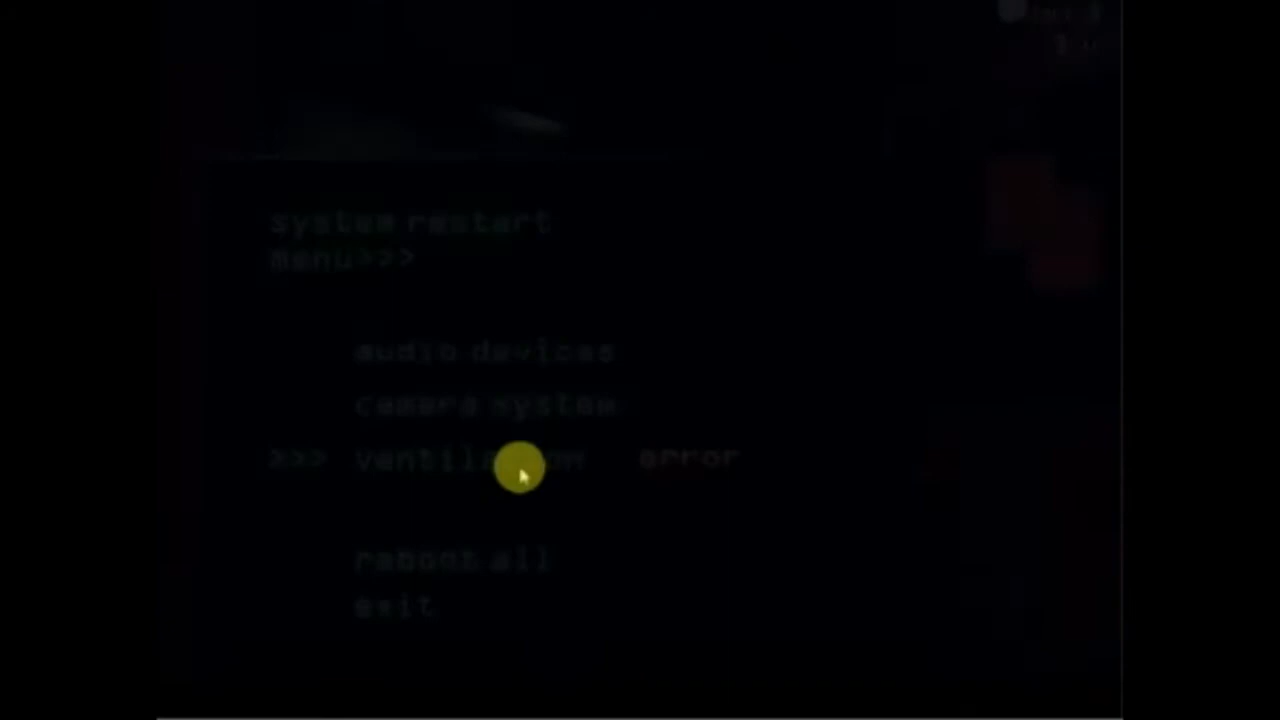 system restart
menu>>>
audio devices
camera system
>>> ventilation error
reboot all
exit